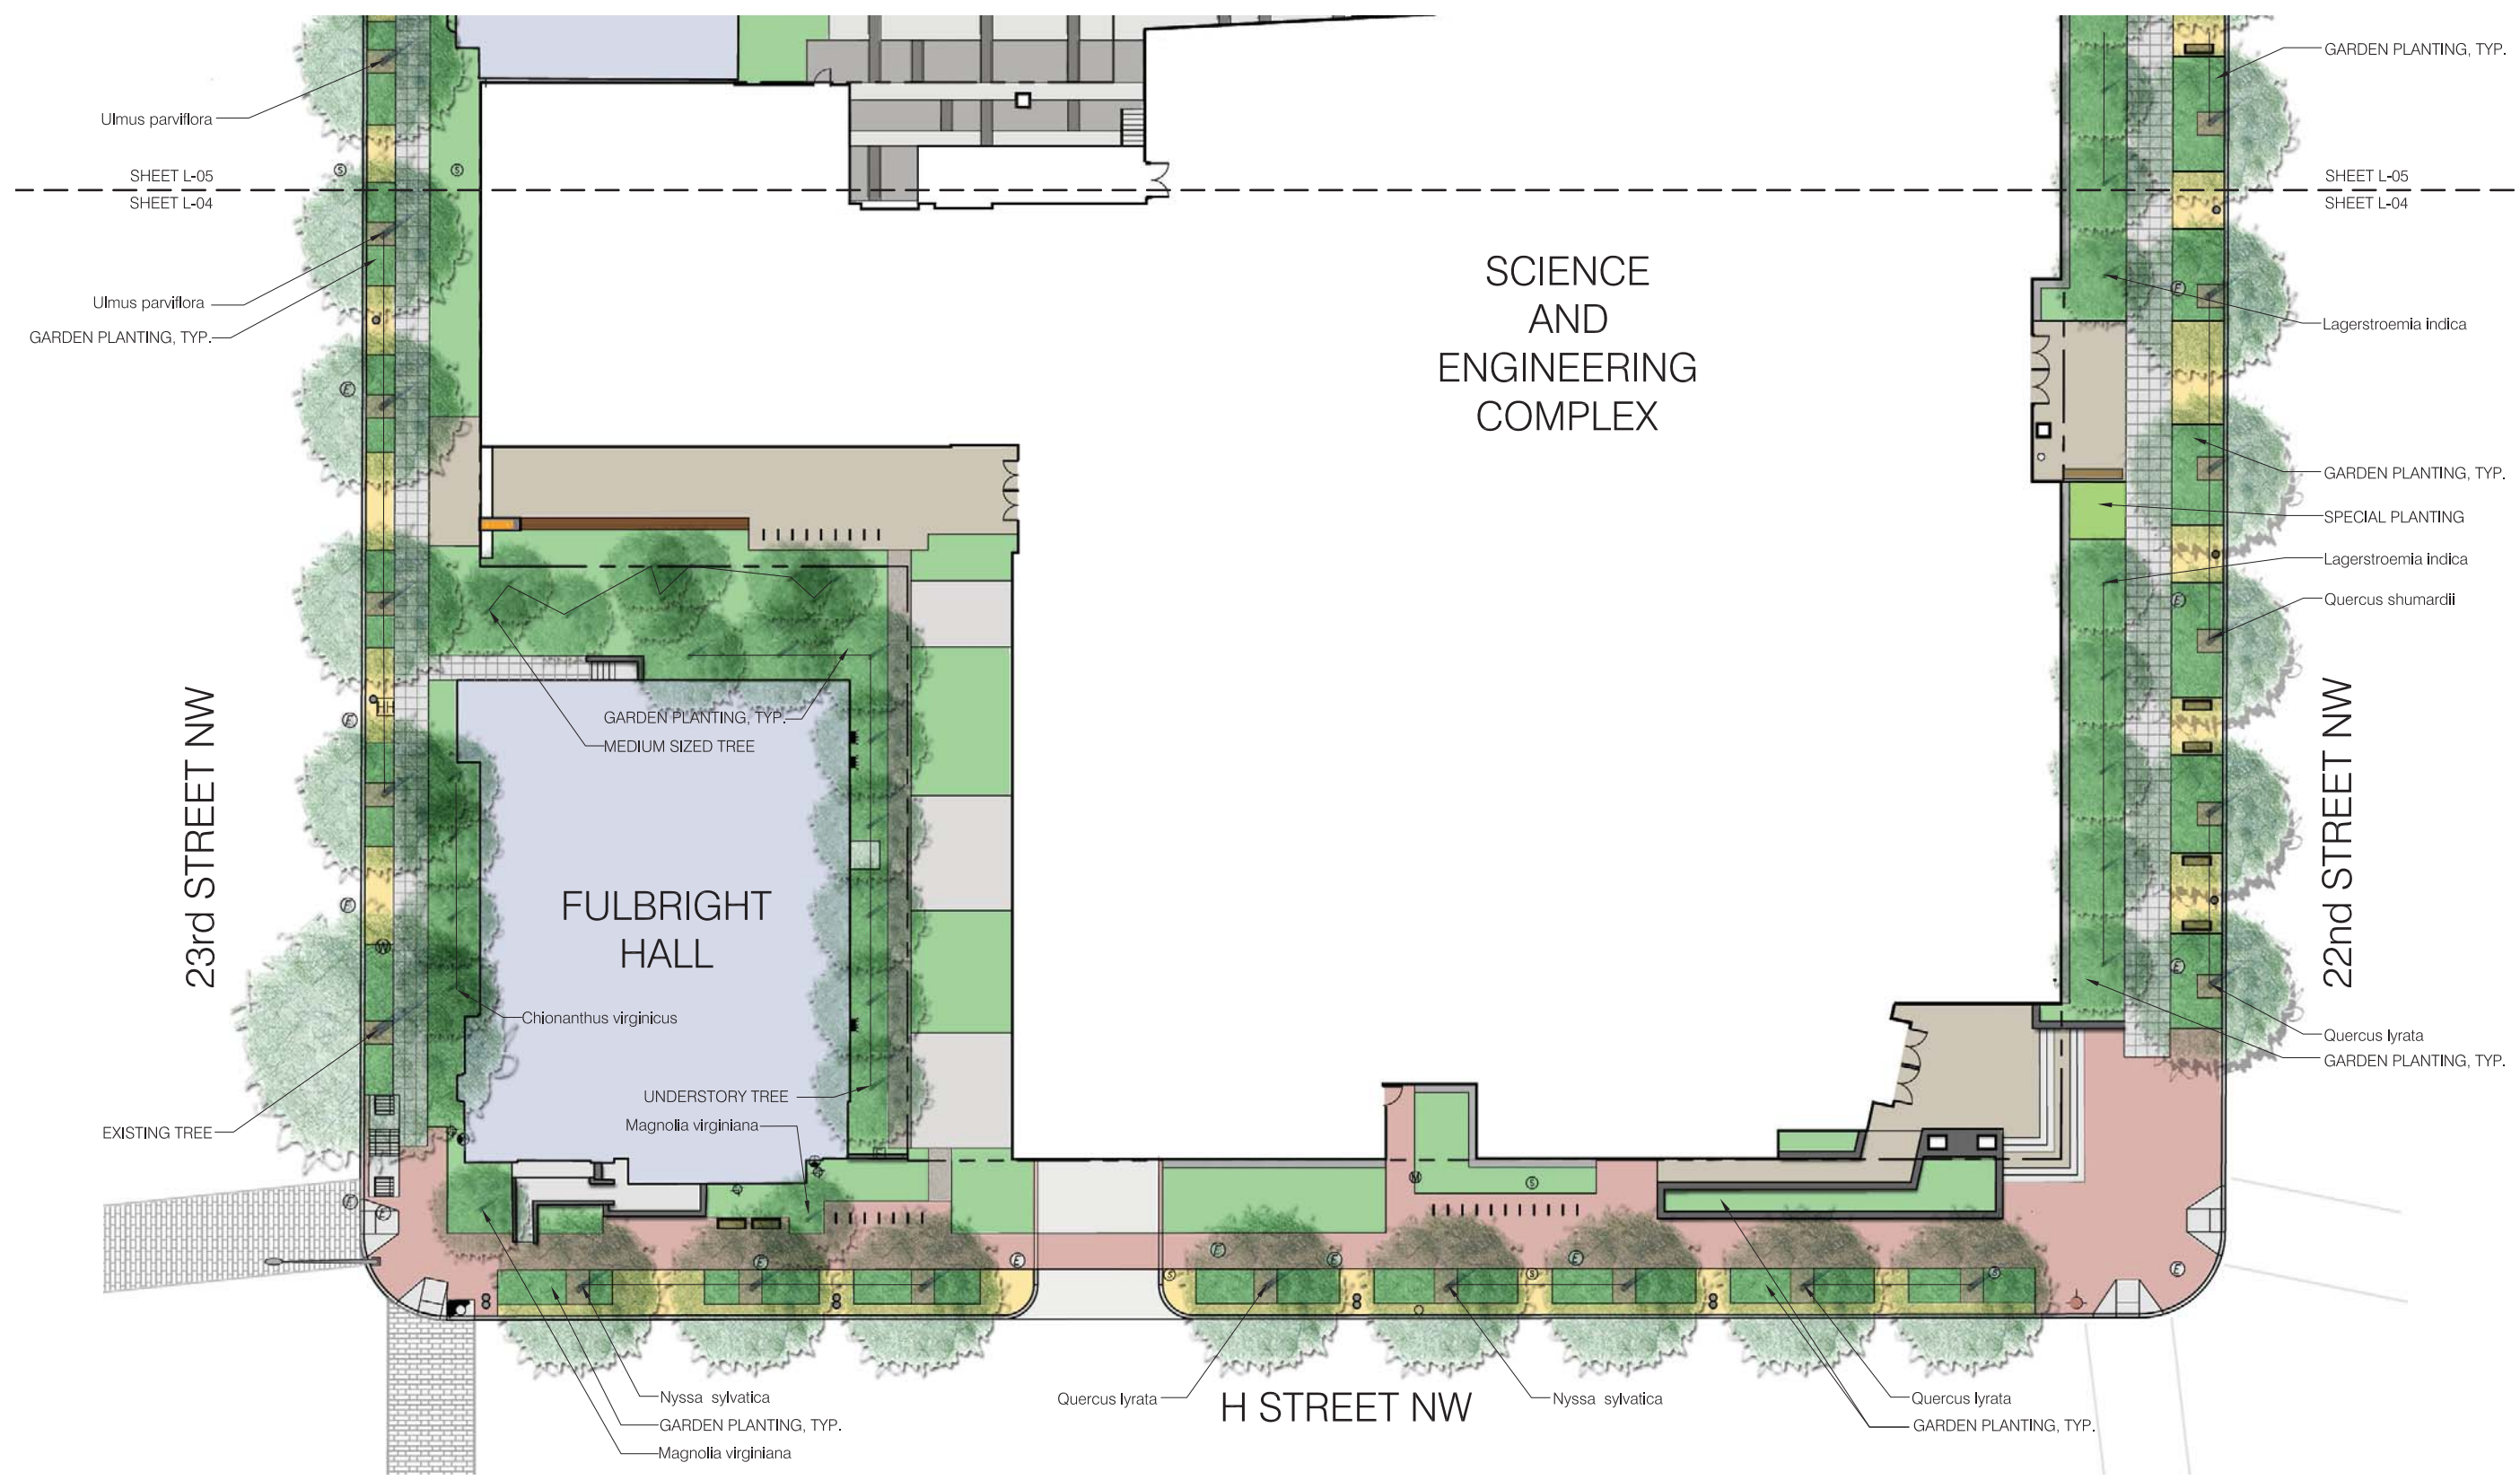 GARDEN PLANTING, TYP.
Ulmus parviflora
SHEET L-05
SHEET L-04
SHEET L-05
SHEET L-04
SCIENCE
AND
ENGINEERING
COMPLEX
Ulmus parviflora
GARDEN PLANTING, TYP.
Lagerstroemia indica
GARDEN PLANTING, TYP.
SPECIAL PLANTING
Lagerstroemia indica
Quercus shumardii
23rd STREET NW
22nd STREET NW
GARDEN PLANTING, TYP.
MEDIUM SIZED TREE
FULBRIGHT
HALL
Chionanthus virginicus
Quercus lyrata
GARDEN PLANTING, TYP.
UNDERSTORY TREE
Magnolia virginiana
EXISTING TREE
Nyssa sylvatica
GARDEN PLANTING, TYP.
Magnolia virginiana
Quercus lyrata
H STREET NW
Nyssa sylvatica
Quercus lyrata
GARDEN PLANTING, TYP.